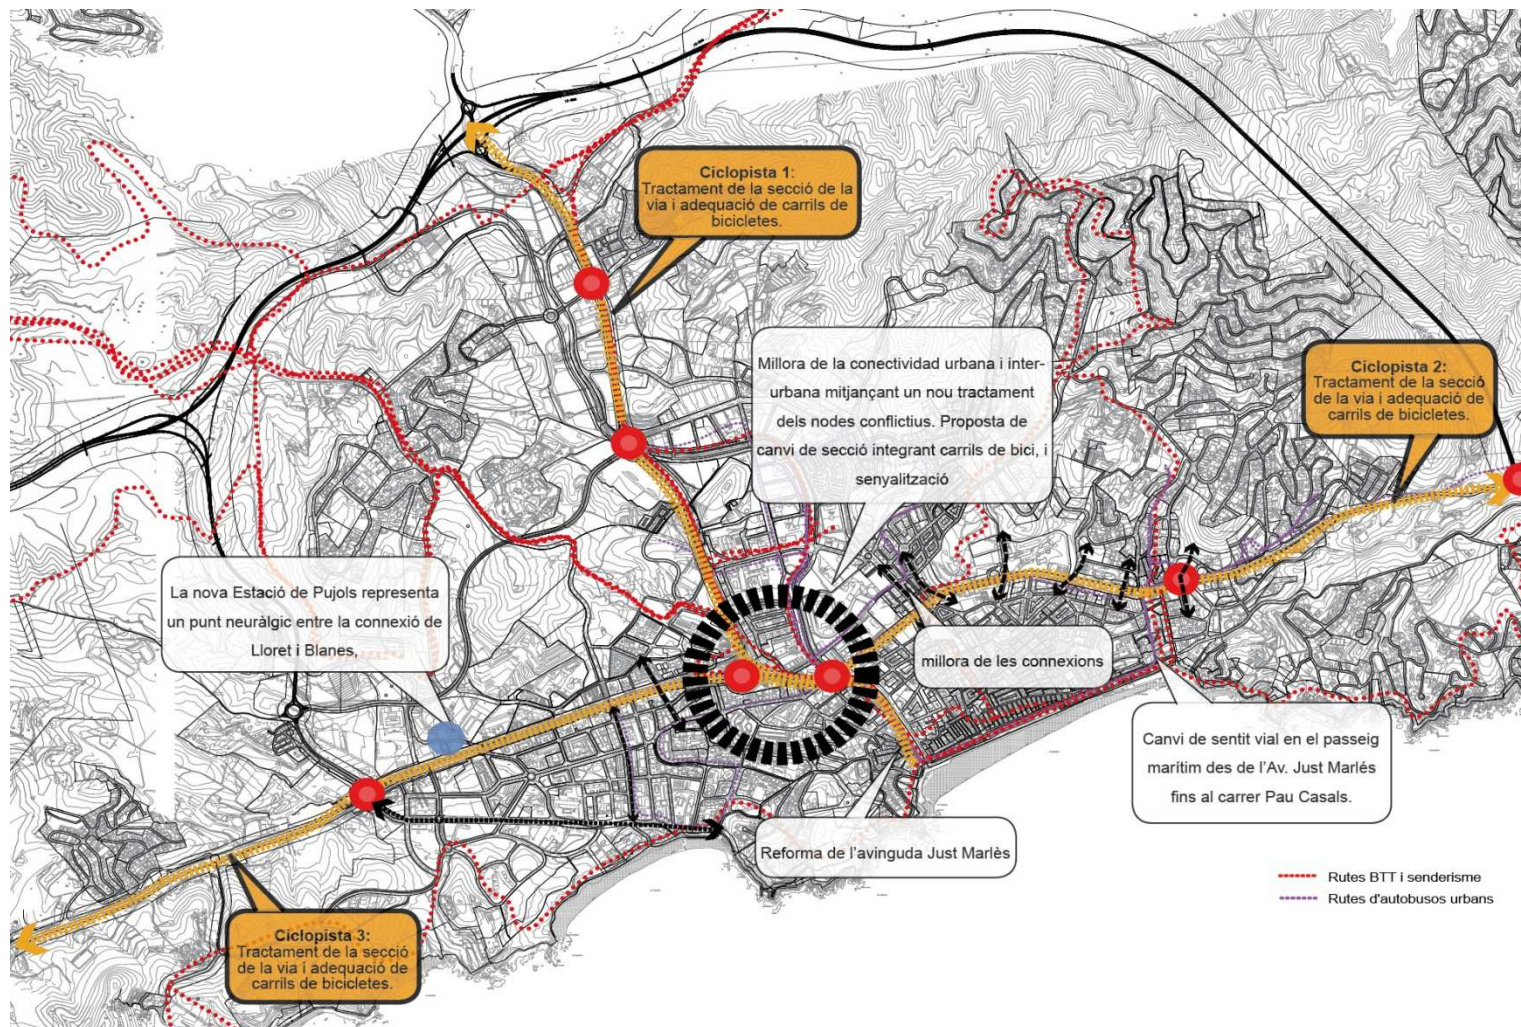 Ciclopista 1:
Tractament de la secció de la
via i adequació de carrils de
bicicletes.
Millora de la conectividad urbana i inter-
urbana mitjançant un nou tractament
dels nodes conflictius. Proposta de
canvi de secció integrant carrils de bici, i
senyalització
Ciclopista 2:
Tractament de la secció
de la via i adequació de
carrils de bicicletes.
La nova Estació de Pujols representa
un punt neuràlgic entre la connexió de
Lloret i Blanes,
millora de les connexions
Canvi de sentit vial en el passeig
marítim des de l'Av. Just Marlés
fins al carrer Pau Casals.
Reforma de l'avinguda Just Marlès
Rutes BTT i senderisme
Rutes d'autobusos urbans
Ciclopista 3:
Tractament de la secció
de la via i adequació de
carrils de bicicletes.